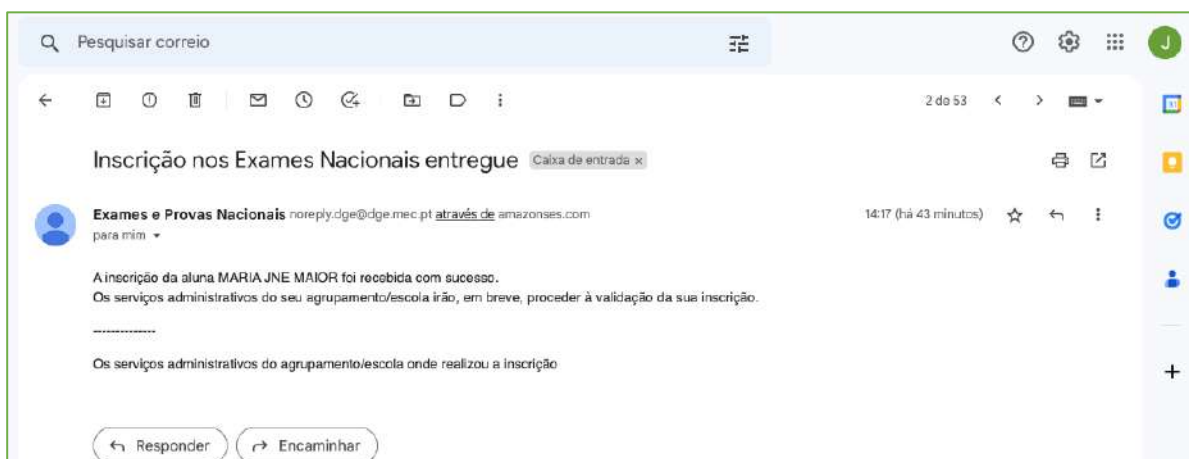 Pesquisar correio
J
2 de 53
Inscrição nos Exames Nacionais entregue Caixa de entrada x
Exames e Provas Nacionais noreply.dge@dge.mec.pt através de amazonses.com 14:17 (há 43 minutos)
para mim
A inscrição da aluna MARIA JNE MAIOR foi recebida com sucesso.
Os serviços administrativos do seu agrupamento/escola irão, em breve, proceder à validação da sua inscrição.
--------------
Os serviços administrativos do agrupamento/escola onde realizou a inscrição
Responder Encaminhar